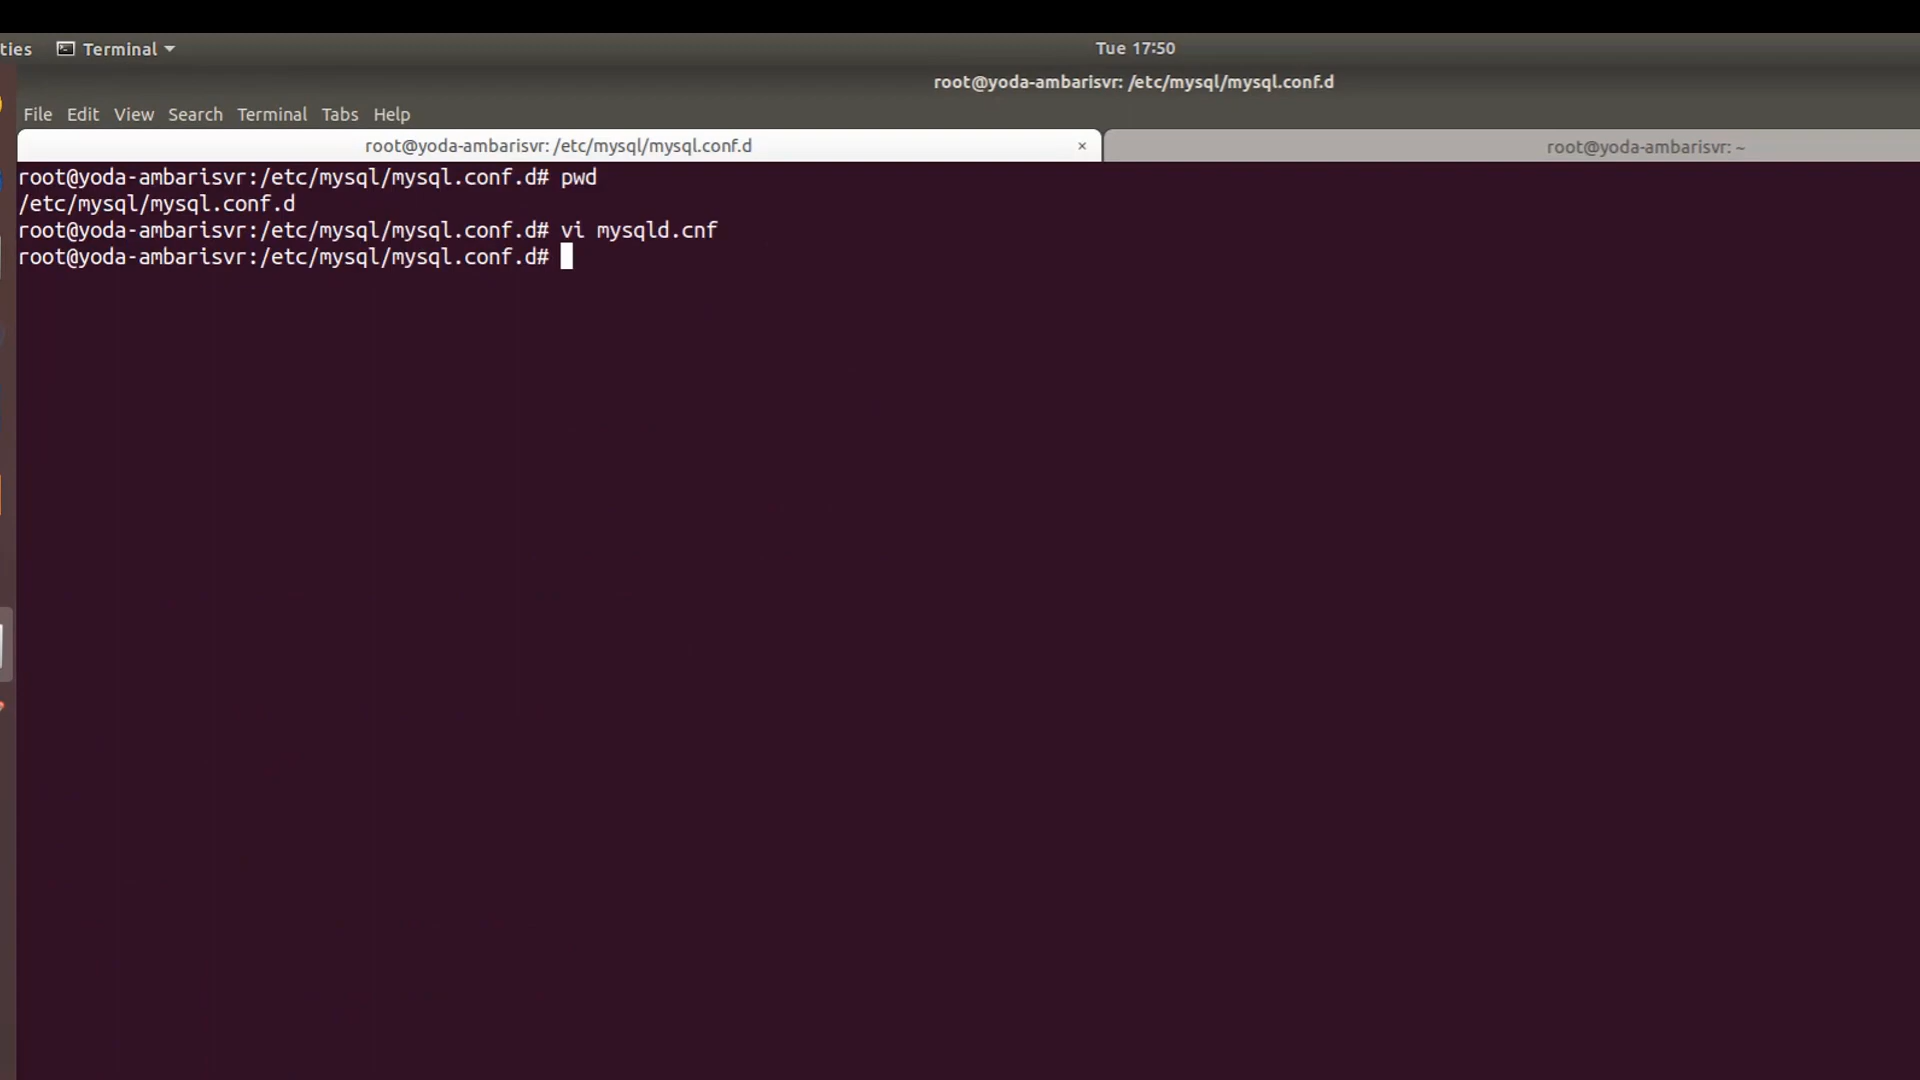 ties Terminal Tue 17:50
root@yoda-ambarisvr: /etc/mysql/mysql.conf.d
File Edit View Search Terminal Tabs Help
root@yoda-ambarisvr: /etc/mysql/mysql.conf.d × root@yoda-ambarisvr: ~
root@yoda-ambarisvr:/etc/mysql/mysql.conf.d# pwd
/etc/mysql/mysql.conf.d
root@yoda-ambarisvr:/etc/mysql/mysql.conf.d# vi mysqld.cnf
root@yoda-ambarisvr:/etc/mysql/mysql.conf.d#